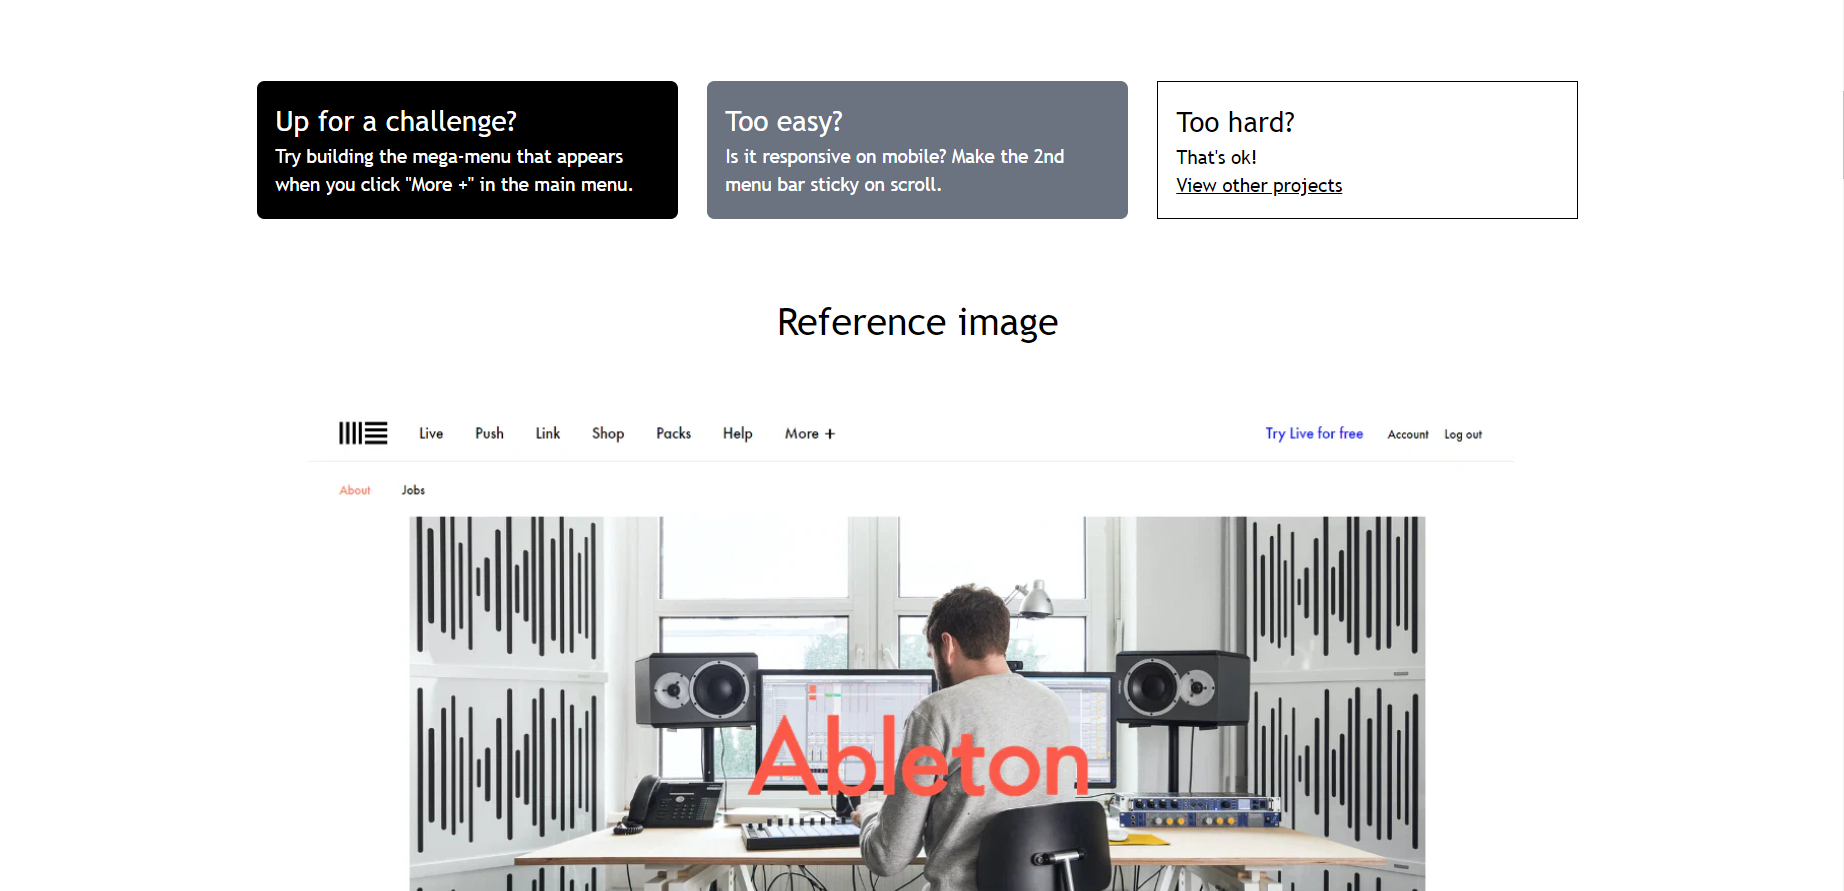 Up for a challenge?
Try building the mega-menu that appears
when you click "More +" in the main menu.
Too easy?
Is it responsive on mobile? Make the 2nd
menu bar sticky on scroll.
Too hard?
That's ok!
View other projects
Reference image
Live Push Link Shop Packs Help More + Try Live for free Account Log out
About Jobs
Ableton